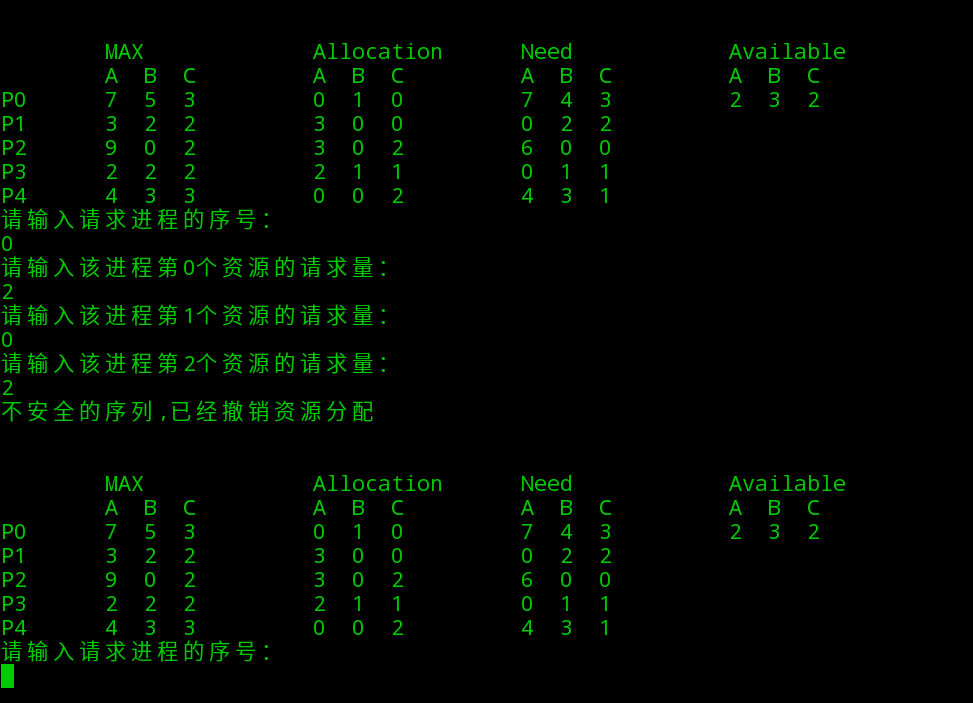 MAX Allocation Need Available
A B C A B C A B C A B C
P0 7 5 3 0 1 0 7 4 3 2 3 2
P1 3 2 2 3 0 0 0 2 2
P2 9 0 2 3 0 2 6 0 0
P3 2 2 2 2 1 1 0 1 1
P4 4 3 3 0 0 2 4 3 1
请输入请求进程的序号:
0
请输入该进程第0个资源的请求量:
2
请输入该进程第1个资源的请求量:
0
请输入该进程第2个资源的请求量:
2
不安全的序列,已经撤销资源分配
MAX Allocation Need Available
A B C A B C A B C A B C
P0 7 5 3 0 1 0 7 4 3 2 3 2
P1 3 2 2 3 0 0 0 2 2
P2 9 0 2 3 0 2 6 0 0
P3 2 2 2 2 1 1 0 1 1
P4 4 3 3 0 0 2 4 3 1
请输入请求进程的序号: